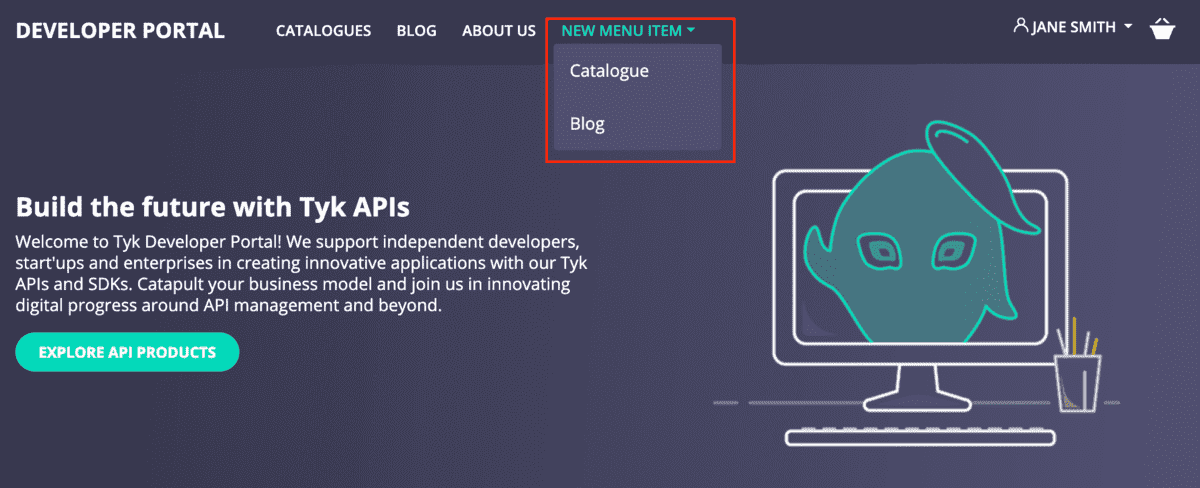 DEVELOPER PORTAL
CATALOGUES
BLOG
ABOUT US
NEW MENU ITEM
JANE SMITH
Catalogue
Blog
Build the future with Tyk APIs
Welcome to Tyk Developer Portal! We support independent developers,
start'ups and enterprises in creating innovative applications with our Tyk
APIs and SDKs. Catapult your business model and join us in innovating
digital progress around API management and beyond.
EXPLORE API PRODUCTS